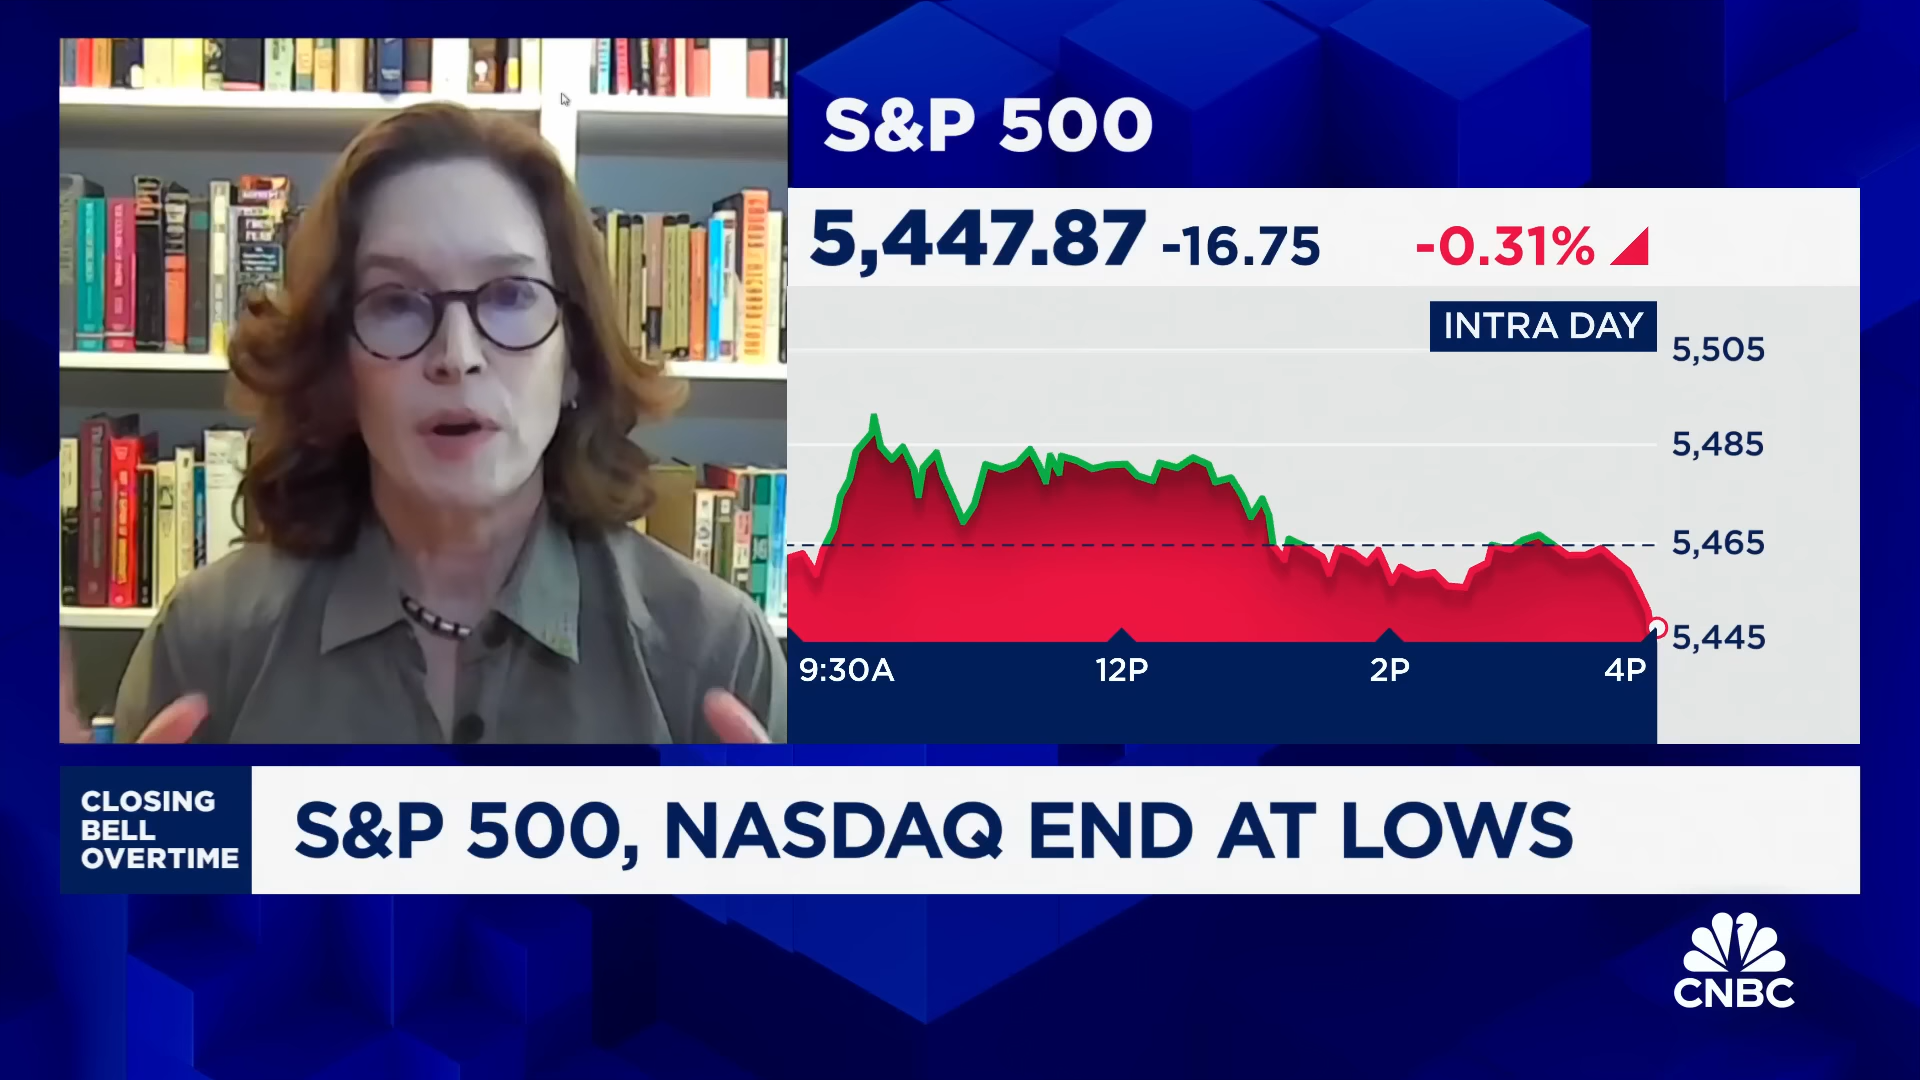 S&P 500
5,447.87 -16.75 -0.31%
INTRA DAY
5,505
5,485
5,465
5,445
9:30A 12P 2P 4P
CLOSING
BELL
OVERTIME
S&P 500, NASDAQ END AT LOWS
CNBC